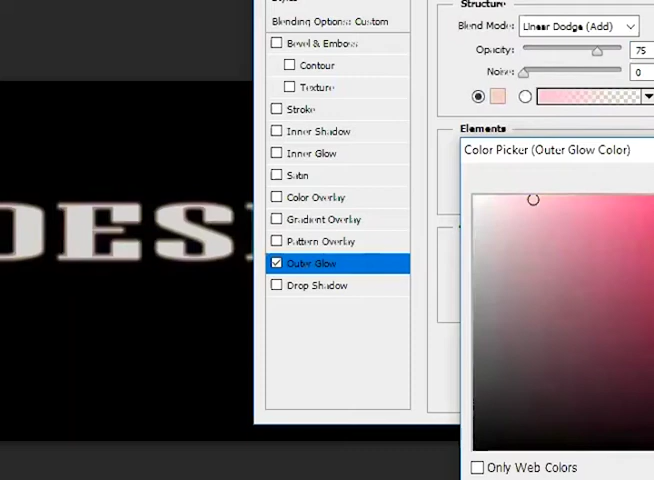 Structure
Blending Options: Custom
Blend Mode: Linear Dodge (Add)
Bevel & Emboss
Opacity: 75
Contour
Noise: 0
Texture
Stroke
Elements
Inner Shadow
Color Picker (Outer Glow Color)
Inner Glow
Satin
Color Overlay
DES
Gradient Overlay
Pattern Overlay
Outer Glow
Drop Shadow
Only Web Colors